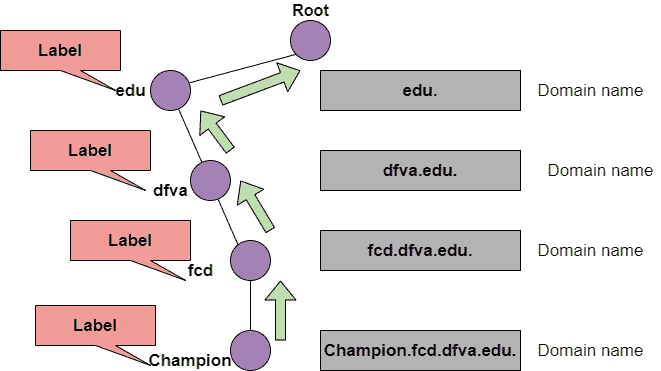 Root
Label
edu
edu.
Domain name
Label
dfva
dfva.edu.
Domain name
Label
fcd
fcd.dfva.edu.
Domain name
Label
Champion
Champion.fcd.dfva.edu.
Domain name